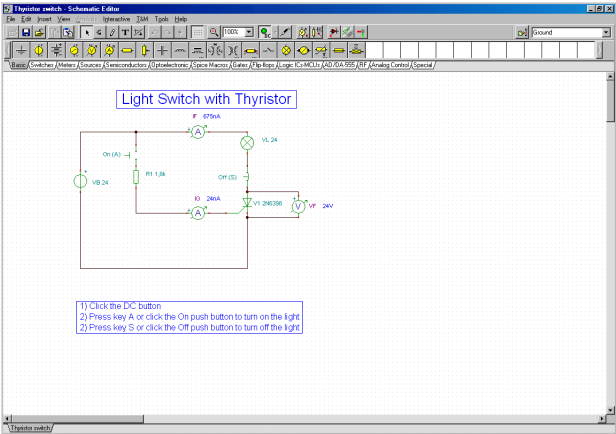 Thyristor switch - Schematic Editor
File Edit Insert View Analysis Interactive T&M Tools Help
100%
Ground
Basic Switches Meters Sources Semiconductors Optoelectronic Spice Macros Gates Flip-flops Logic ICs-MCUs AD/DA-555 RF Analog Control Special
Light Switch with Thyristor
IF 675nA
A
VL 24
On (A)
R1 1,8k
Off (S)
VB 24
IG 24nA
A
V1 2N6398
V
VF 24V
1) Click the DC button
2) Press key A or click the On push button to turn on the light
2) Press key S or click the Off push button to turn off the light
Thyristor switch